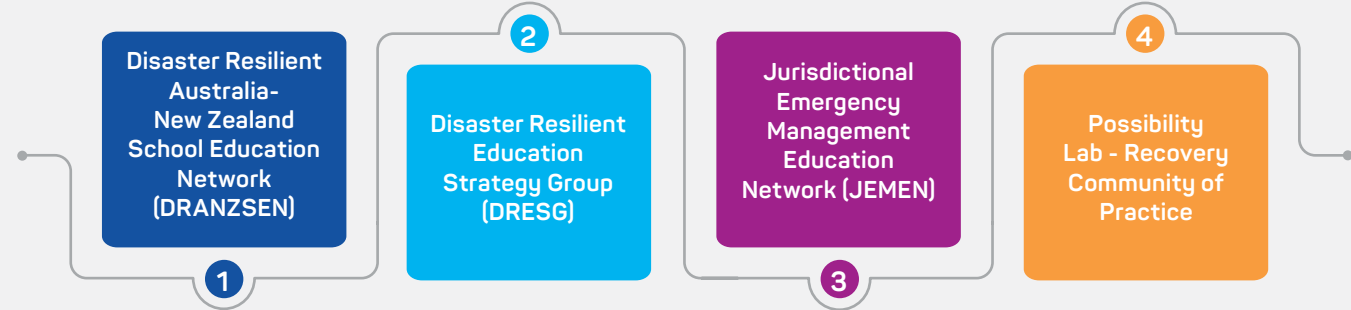 Disaster Resilient
Australia-
New Zealand
School Education
Network
(DRANZSEN)
1
2
Disaster Resilient
Education
Strategy Group
(DRESG)
Jurisdictional
Emergency
Management
Education
Network (JEMEN)
3
4
Possibility
Lab - Recovery
Community of
Practice